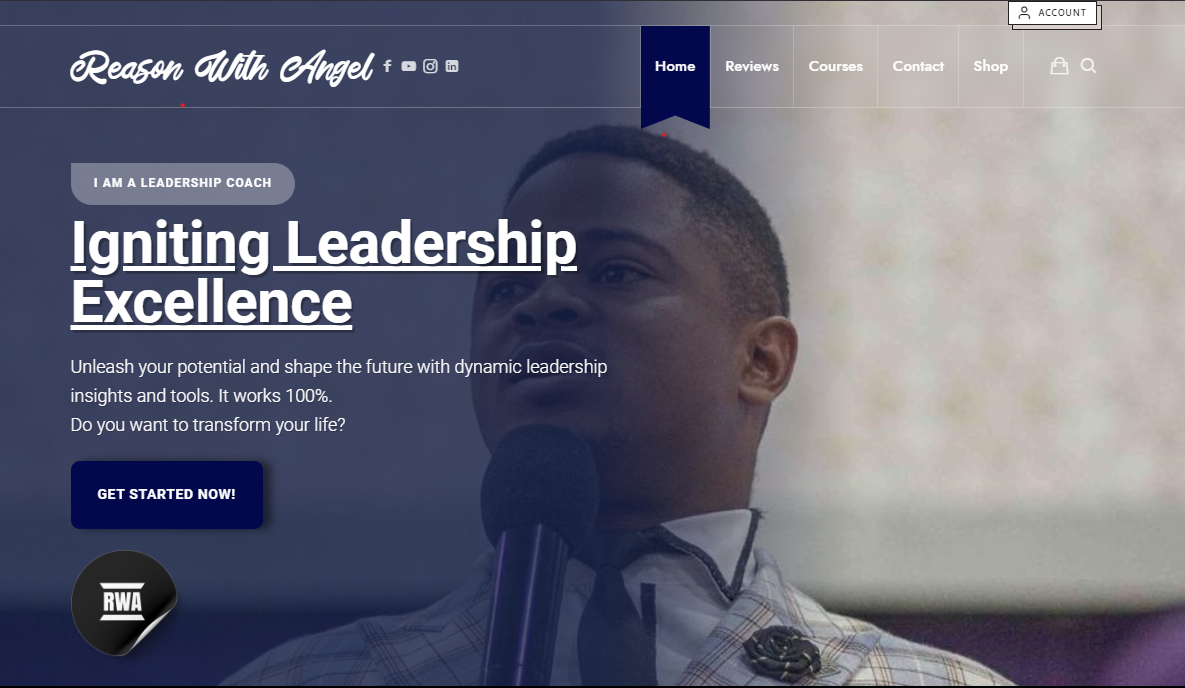 ACCOUNT
Reason With Angel
Home
Reviews
Courses
Contact
Shop
I AM A LEADERSHIP COACH
Igniting Leadership
Excellence
Unleash your potential and shape the future with dynamic leadership
insights and tools. It works 100%.
Do you want to transform your life?
GET STARTED NOW!
RWA